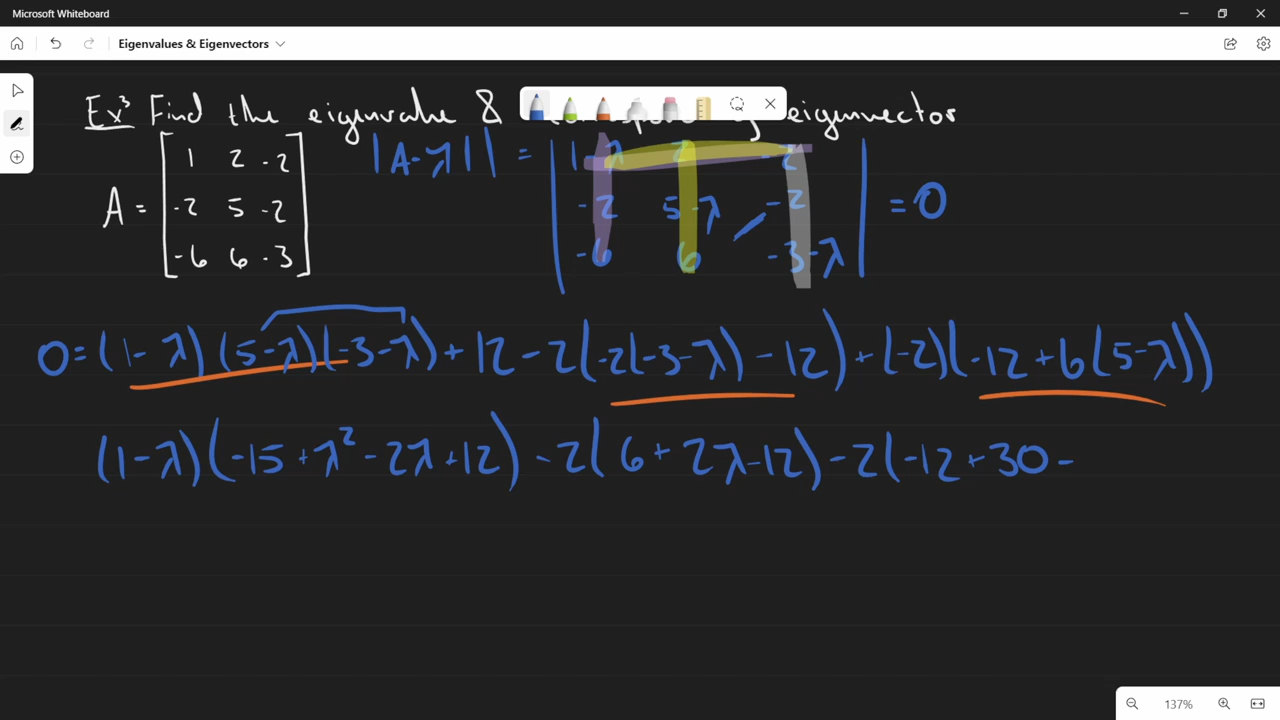 Microsoft Whiteboard
Eigenvalues & Eigenvectors
Ex³ Find the eigenvalue & eigenvector
A = [1 2 -2
-2 5 -2
-6 6 -3]
|A-λI| = |1-λ 2 -2
-2 5-λ -2
-6 6 -3-λ| = 0
0=(1-λ)(5-λ)(-3-λ)+12-2(-2(-3-λ)-12)+(-2)(-12+6(5-λ))
(1-λ)(-15+λ²-2λ+12)-2(6+2λ-12)-2(-12+30-
137%